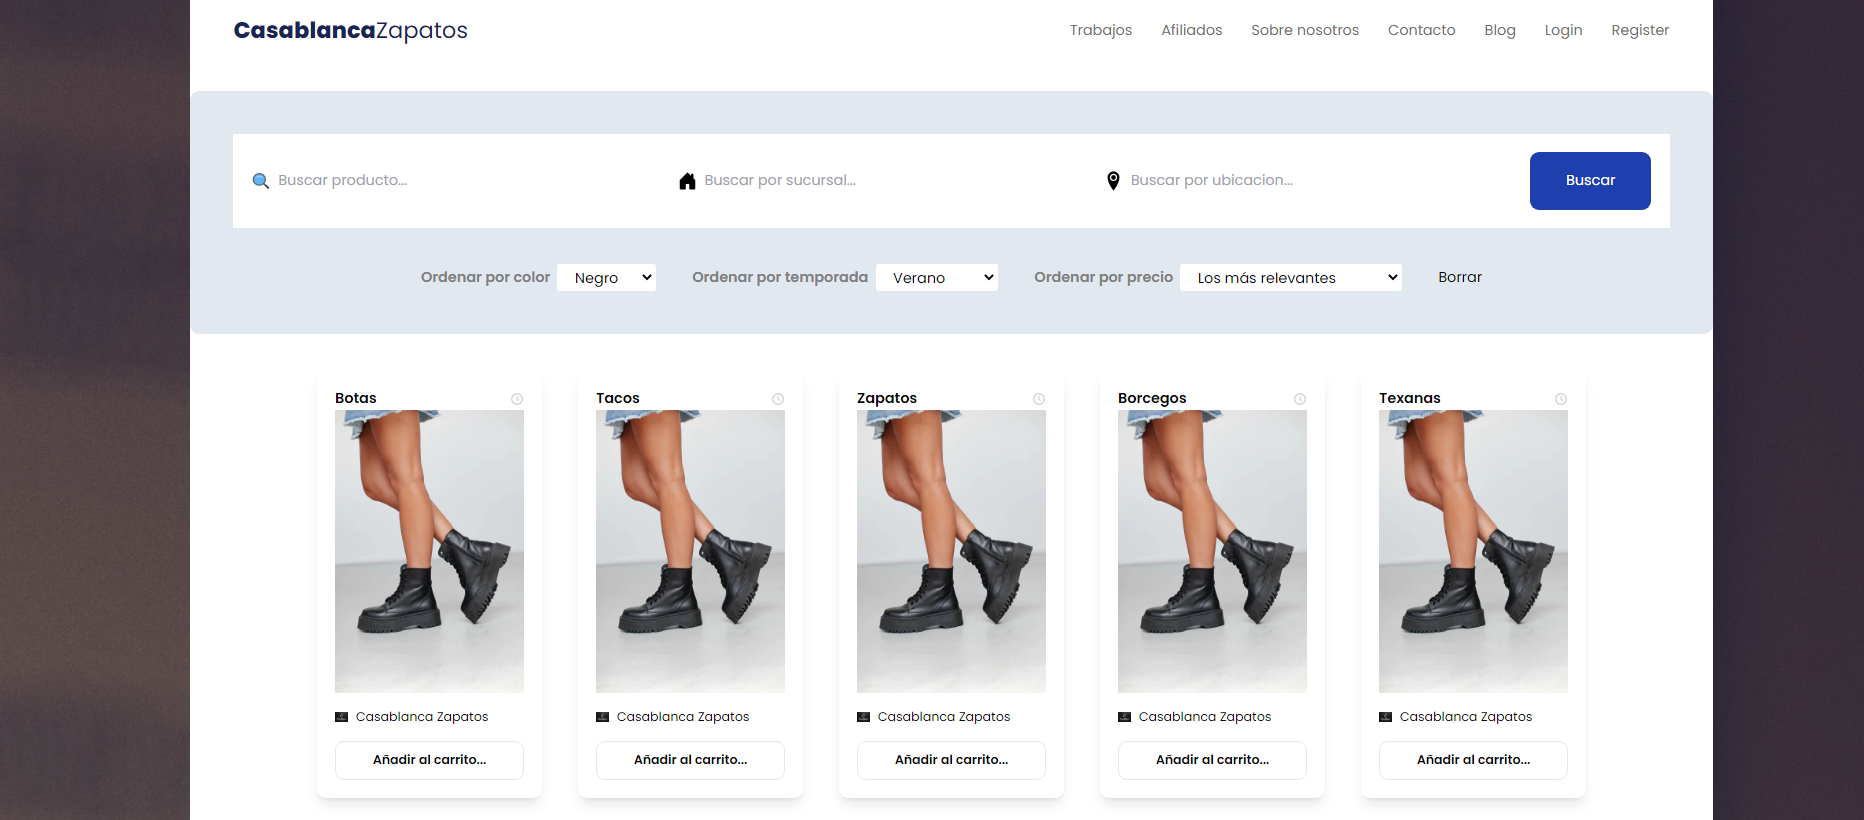 CasablancaZapatos
Trabajos Afiliados Sobre nosotros Contacto Blog Login Register
Buscar producto... Buscar por sucursal... Buscar por ubicacion... Buscar
Ordenar por color Negro Ordenar por temporada Verano Ordenar por precio Los más relevantes Borrar
Botas Tacos Zapatos Borcegos Texanas
Casablanca Zapatos Casablanca Zapatos Casablanca Zapatos Casablanca Zapatos Casablanca Zapatos
Añadir al carrito... Añadir al carrito... Añadir al carrito... Añadir al carrito... Añadir al carrito...